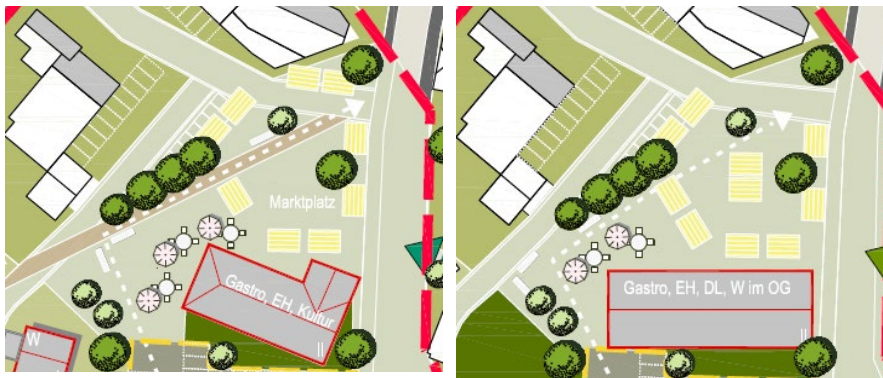 Marktplatz
Gastro, EH, Kultur
II
W
Gastro, EH, DL, W im OG
II